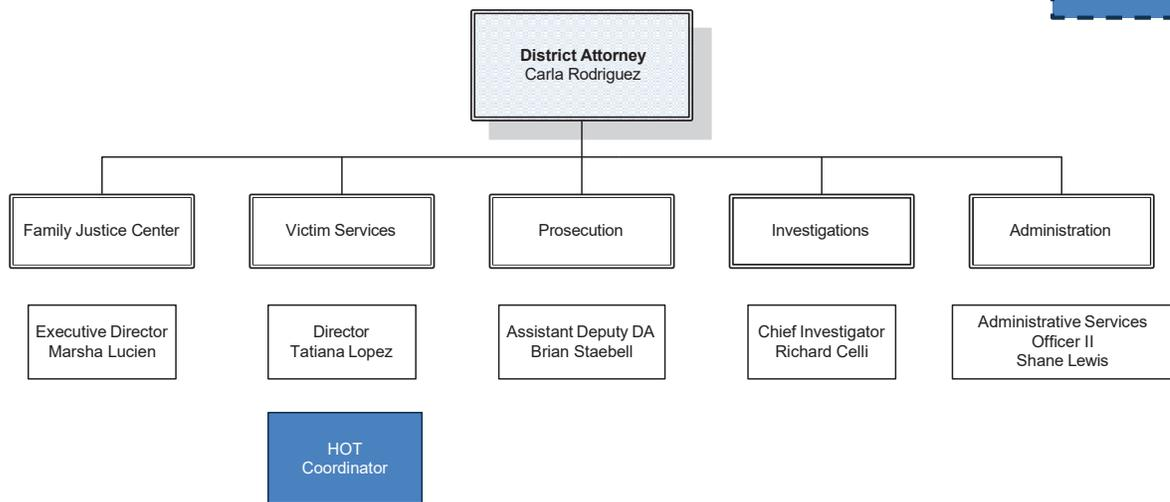 District Attorney
Carla Rodriguez
Family Justice Center
Victim Services
Prosecution
Investigations
Administration
Executive Director
Marsha Lucien
Director
Tatiana Lopez
Assistant Deputy DA
Brian Staebell
Chief Investigator
Richard Celli
Administrative Services
Officer II
Shane Lewis
HOT
Coordinator